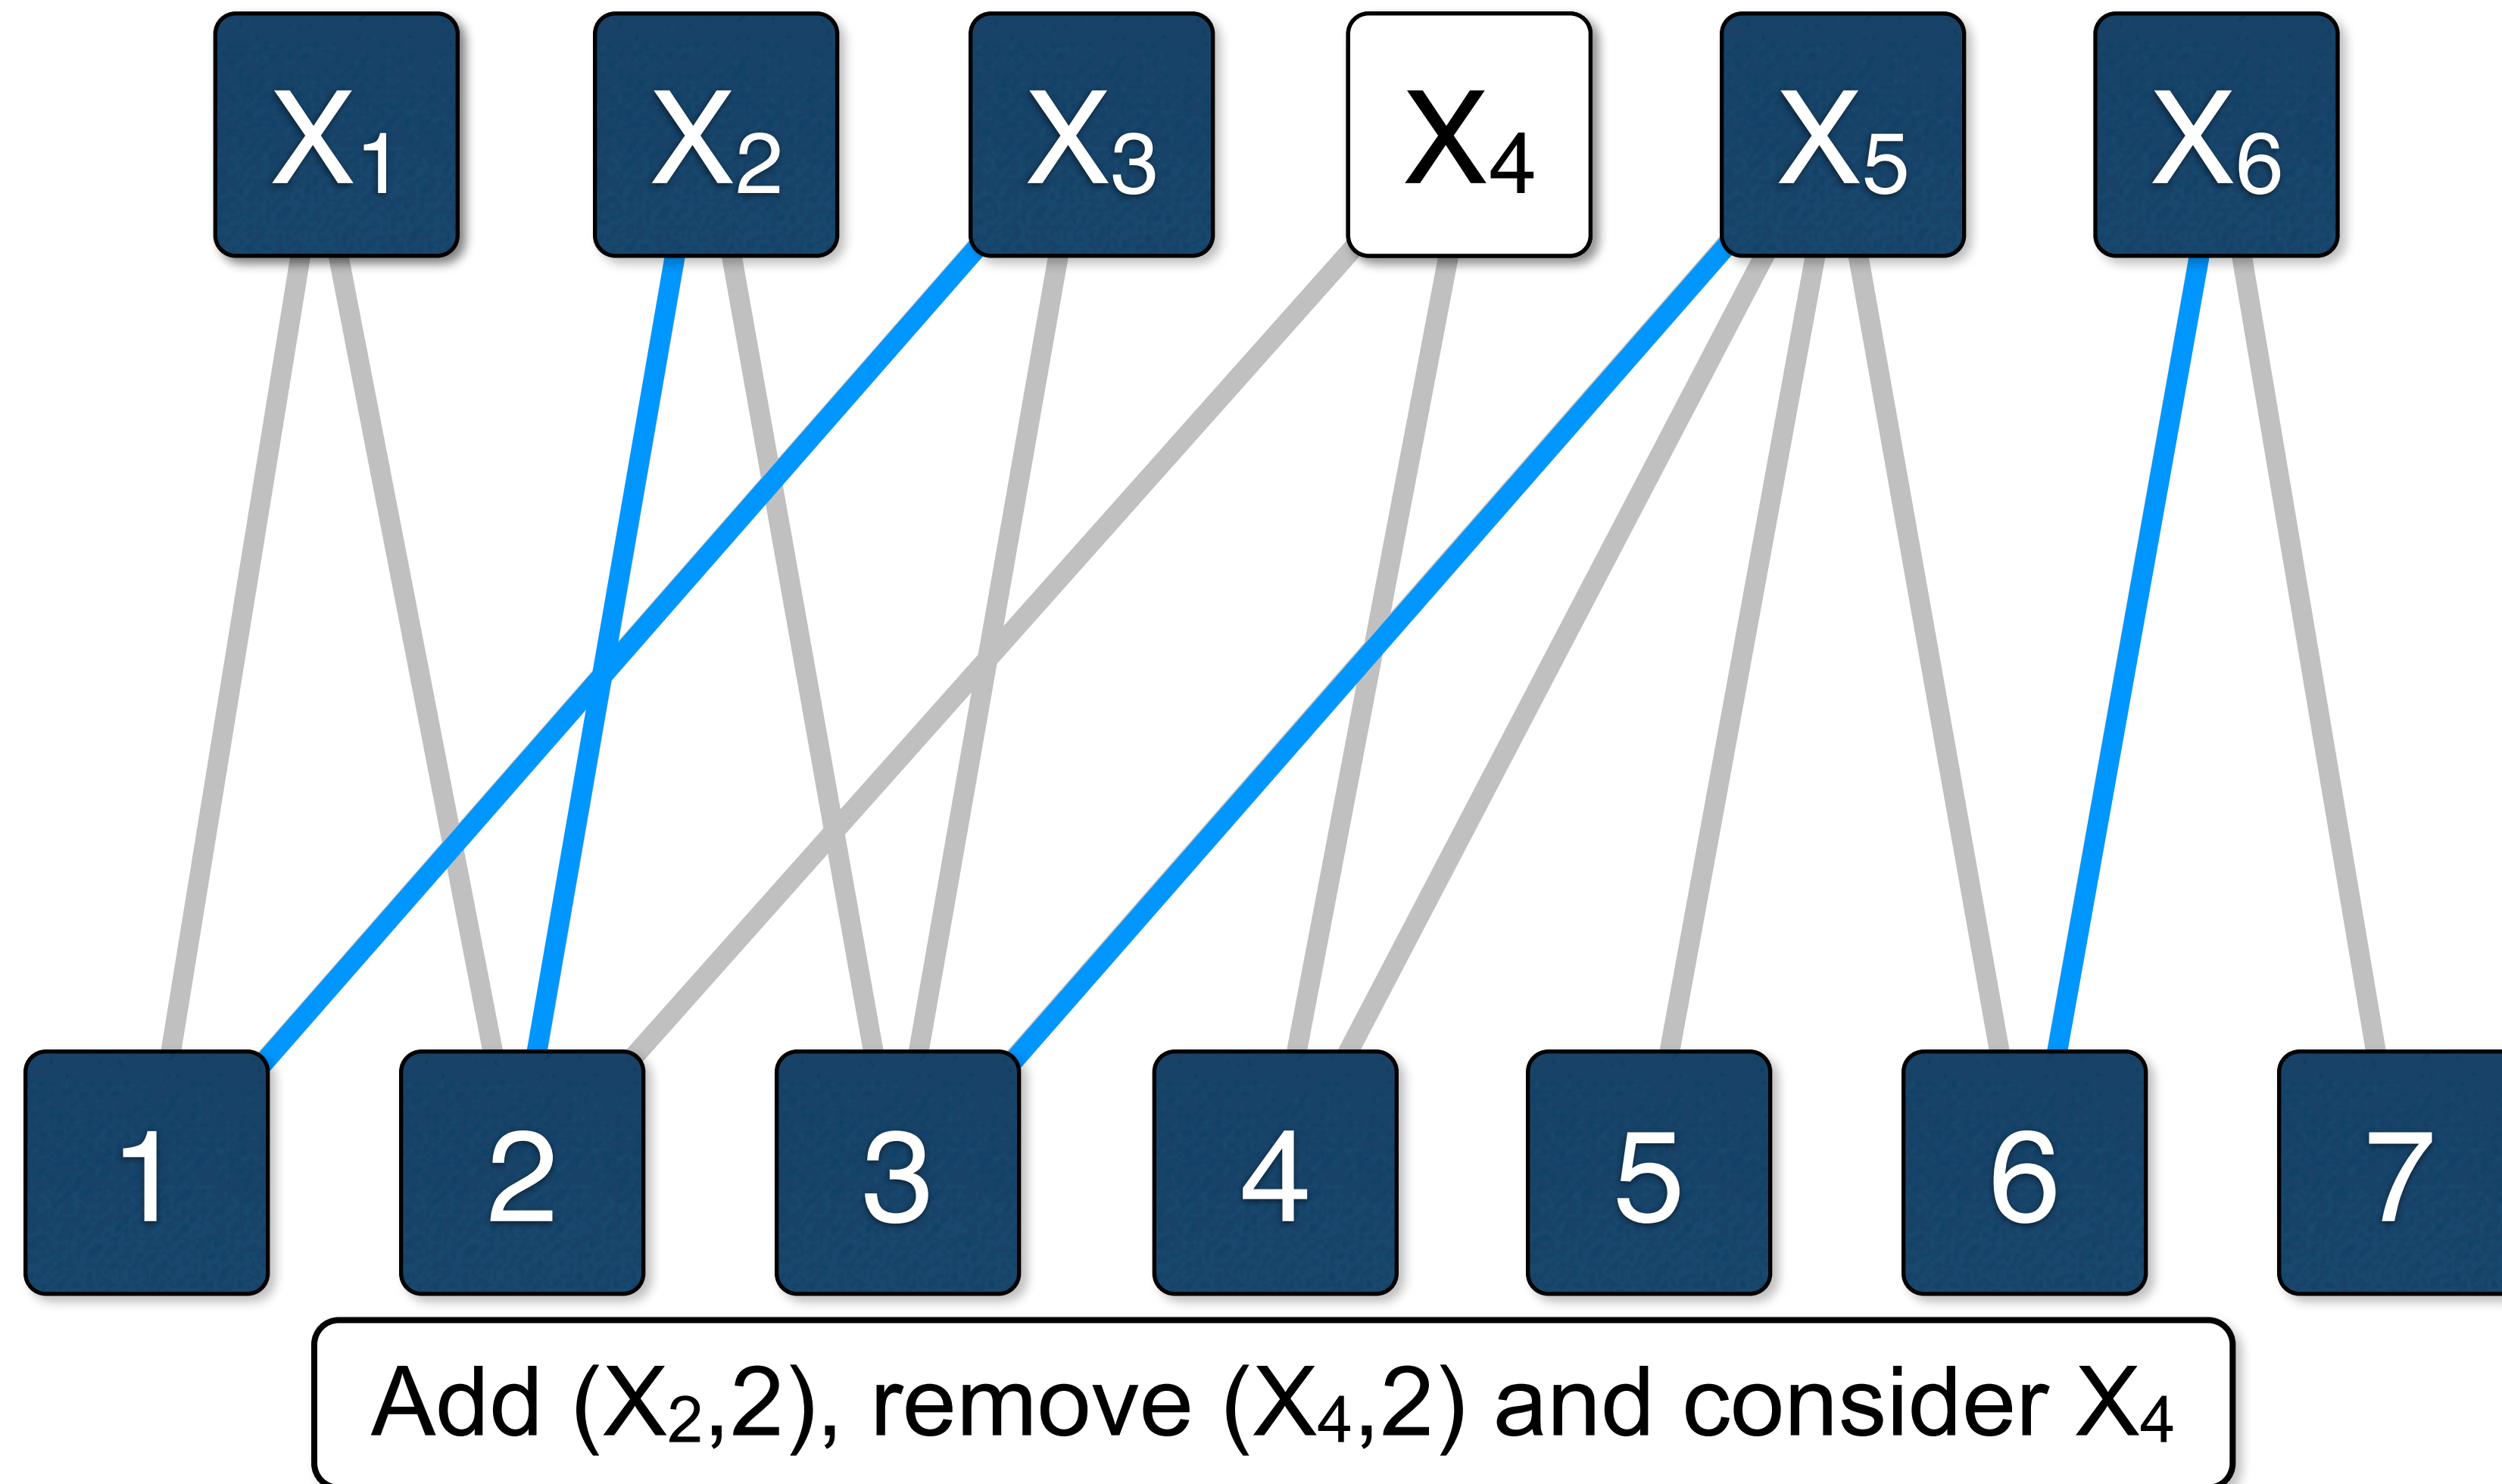 X₁ X₂ X₃ X₄ X₅ X₆
1 2 3 4 5 6 7
Add (X₂,2), remove (X₄,2) and consider X₄